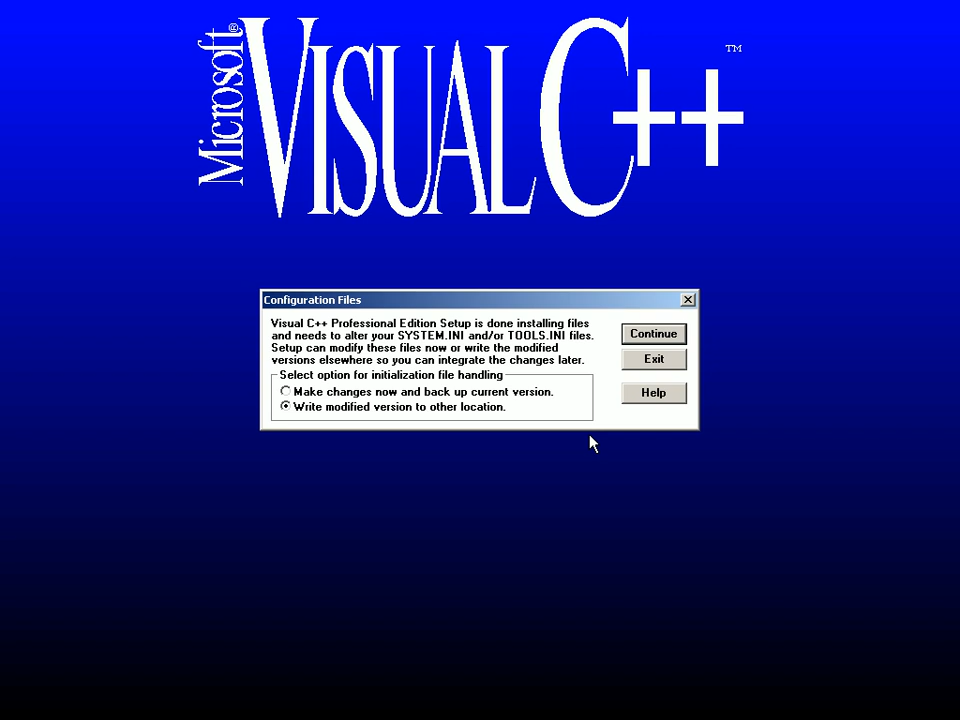 Microsoft®
VISUAL C++™
Configuration Files
Visual C++ Professional Edition Setup is done installing files
and needs to alter your SYSTEM.INI and/or TOOLS.INI files.
Setup can modify these files now or write the modified
versions elsewhere so you can integrate the changes later.
Select option for initialization file handling
Make changes now and back up current version.
Write modified version to other location.
Continue
Exit
Help